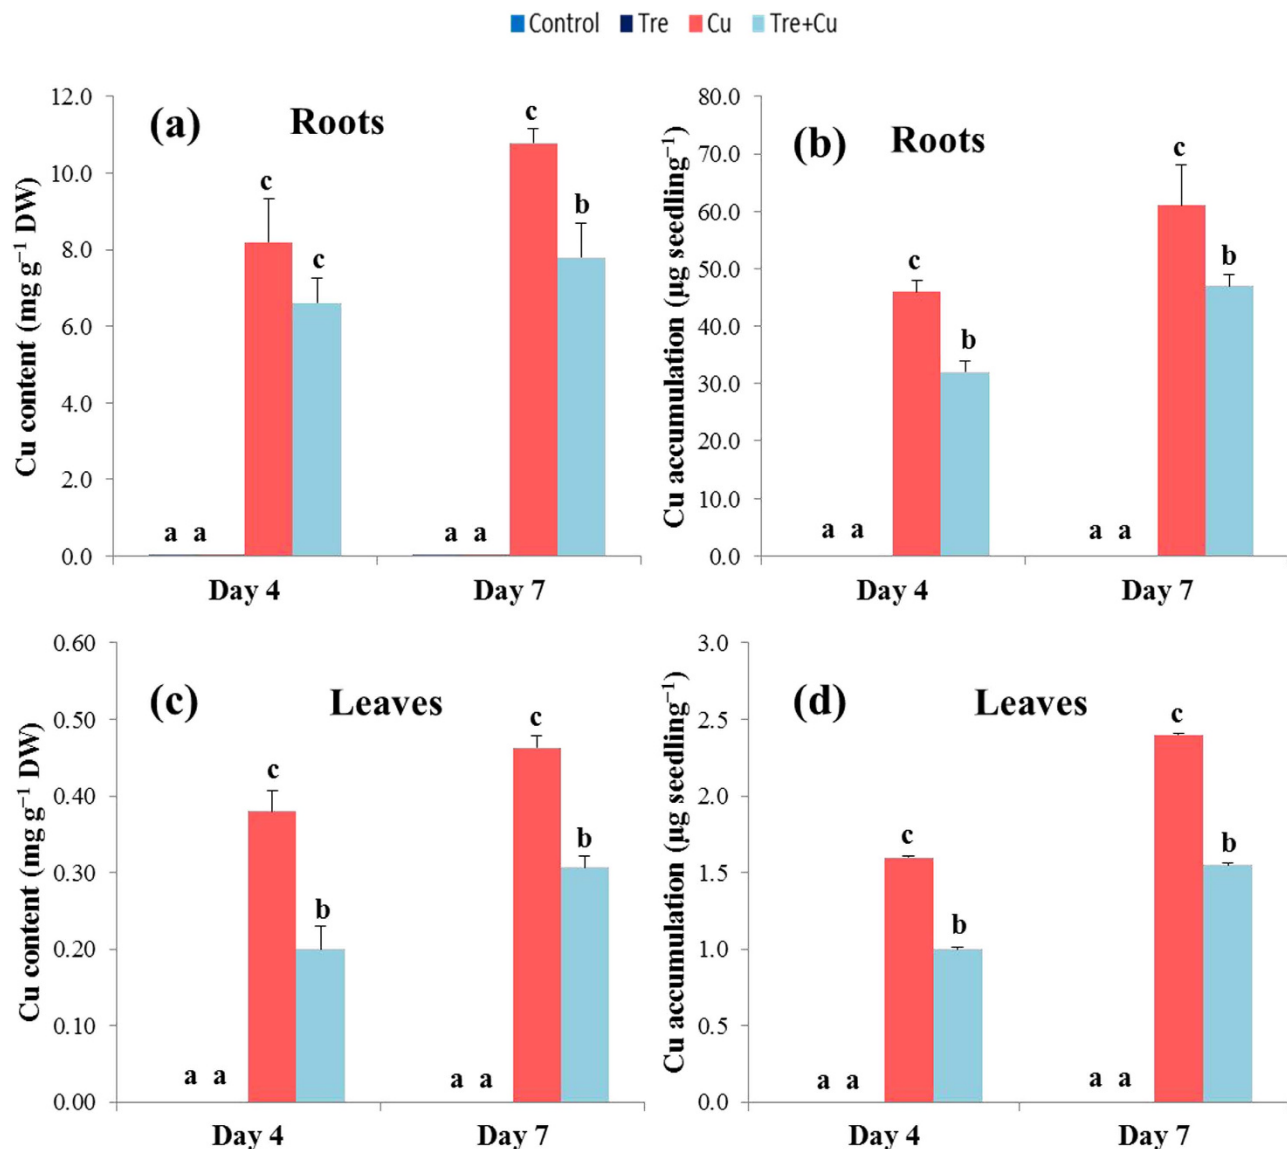 Control Tre Cu Tre+Cu
(a) Roots
Cu content (mg g⁻¹ DW)
12.0
10.0
8.0
6.0
4.0
2.0
0.0
a a c c
a a c b
Day 4 Day 7
(b) Roots
Cu accumulation (µg seedling⁻¹)
80.0
70.0
60.0
50.0
40.0
30.0
20.0
10.0
0.0
a a c b
a a c b
Day 4 Day 7
(c) Leaves
Cu content (mg g⁻¹ DW)
0.60
0.50
0.40
0.30
0.20
0.10
0.00
a a c b
a a c b
Day 4 Day 7
(d) Leaves
Cu accumulation (µg seedling⁻¹)
3.0
2.5
2.0
1.5
1.0
0.5
0.0
a a c b
a a c b
Day 4 Day 7